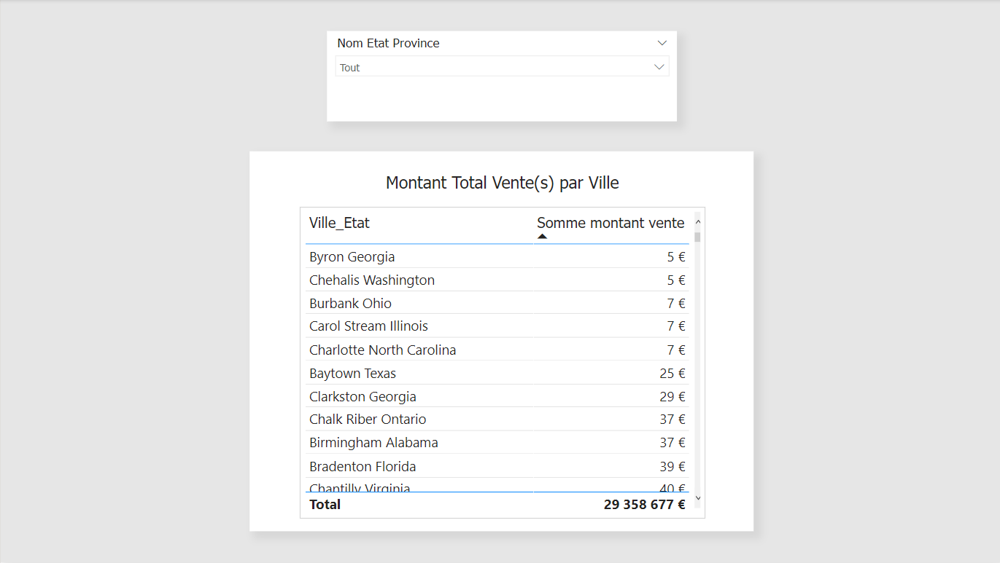 Nom Etat Province
Tout
Montant Total Vente(s) par Ville
Ville_Etat Somme montant vente
Byron Georgia 5 €
Chehalis Washington 5 €
Burbank Ohio 7 €
Carol Stream Illinois 7 €
Charlotte North Carolina 7 €
Baytown Texas 25 €
Clarkston Georgia 29 €
Chalk Riber Ontario 37 €
Birmingham Alabama 37 €
Bradenton Florida 39 €
Chantilly Virginia 40 €
Total 29 358 677 €